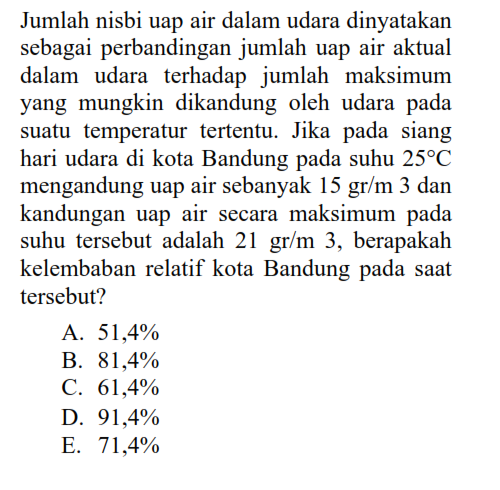 Jumlah nisbi uap air dalam udara dinyatakan
sebagai perbandingan jumlah uap air aktual
dalam udara terhadap jumlah maksimum
yang mungkin dikandung oleh udara pada
suatu temperatur tertentu. Jika pada siang
hari udara di kota Bandung pada suhu 25°C
mengandung uap air sebanyak 15 gr/m 3 dan
kandungan uap air secara maksimum pada
suhu tersebut adalah 21 gr/m 3, berapakah
kelembaban relatif kota Bandung pada saat
tersebut?
A. 51,4%
B. 81,4%
C. 61,4%
D. 91,4%
E. 71,4%